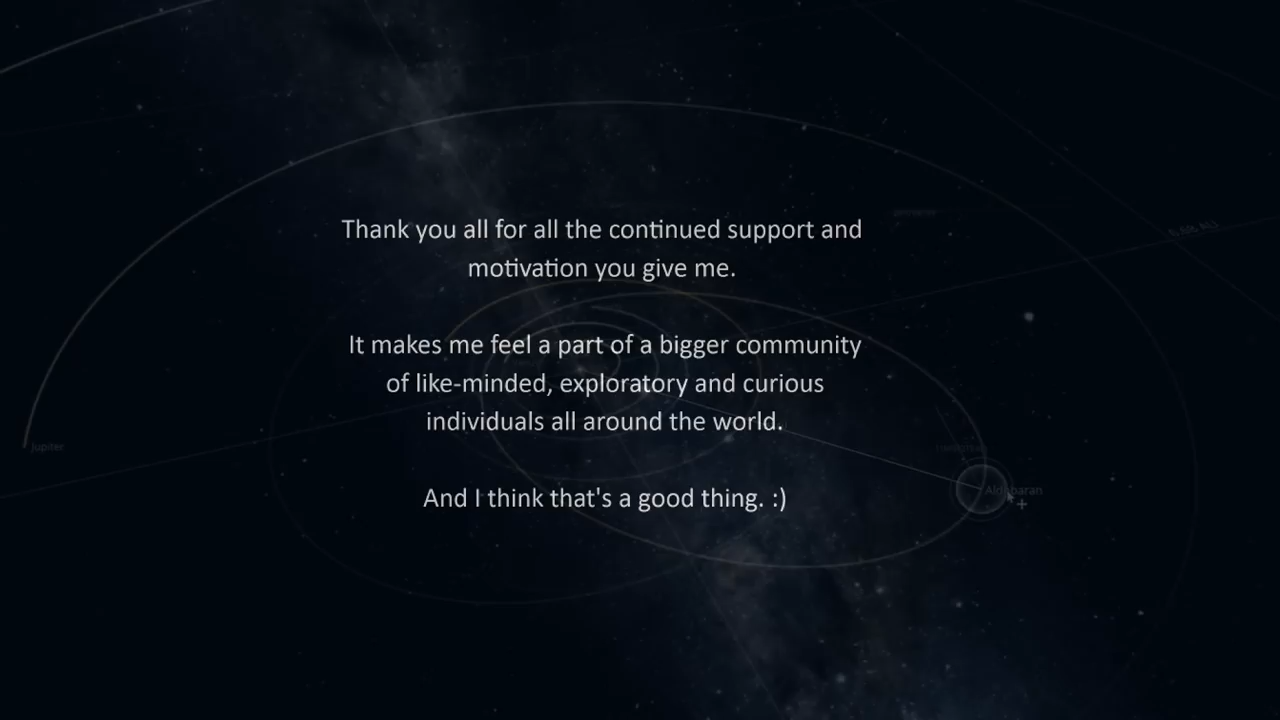 Thank you all for all the continued support and
motivation you give me.
It makes me feel a part of a bigger community
of like-minded, exploratory and curious
individuals all around the world.
And I think that's a good thing. :)
Jupiter